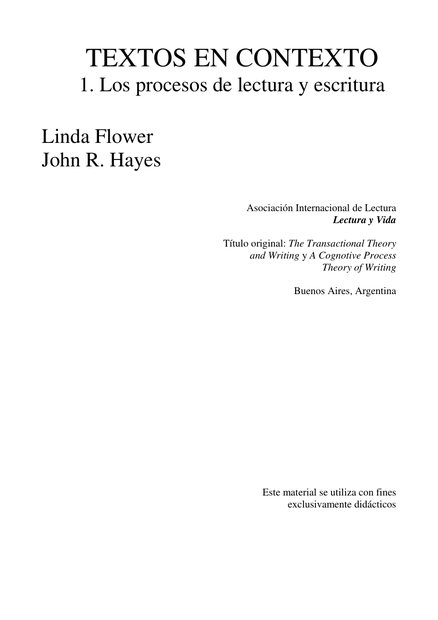 TEXTOS EN CONTEXTO
1. Los procesos de lectura y escritura
Linda Flower
John R. Hayes
Asociación Internacional de Lectura
Lectura y Vida
Título original: The Transactional Theory
and Writing y A Cognotive Process
Theory of Writing
Buenos Aires, Argentina
Este material se utiliza con fines
exclusivamente didácticos